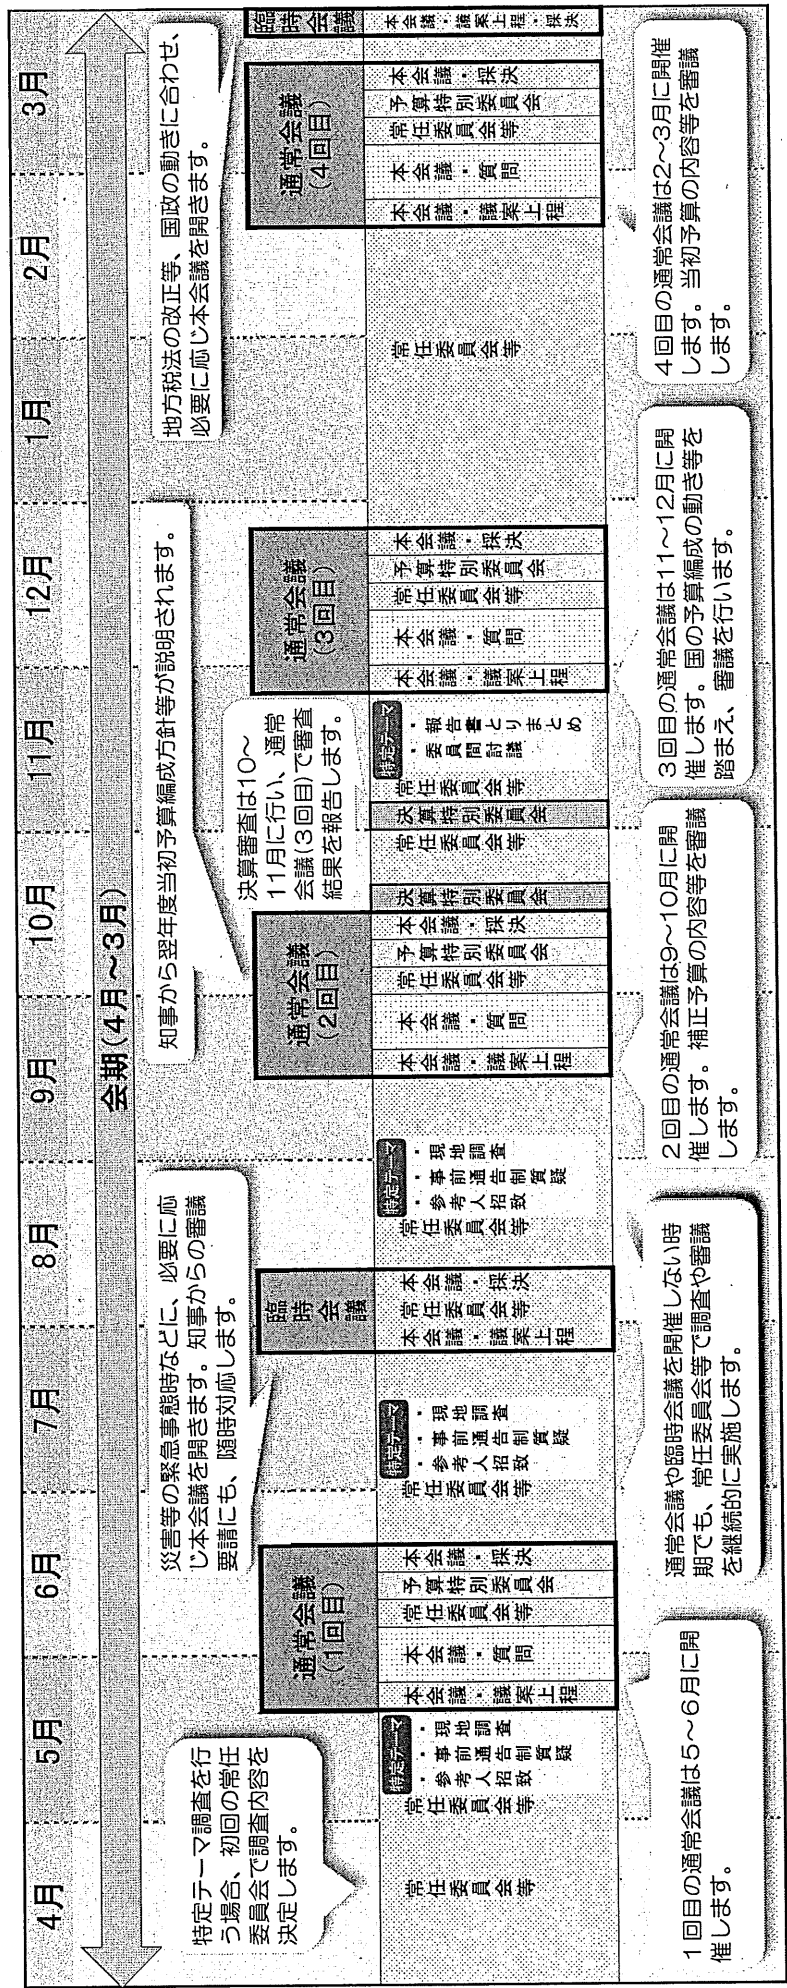 4月
5月
6月
7月
8月
9月
10月
11月
12月
1月
2月
3月
会期(4月~3月)
特定テーマ調査を行
う場合、初回の常任
委員会で調査内容を
決定します。
災害等の緊急事態時などに、必要に応
じ本会議を開きます。知事からの審議
要請にも、随時対応します。
知事から翌年度当初予算編成方針等が説明されます。
決算審査は10~
11月に行い、通常
会議(3回目)で審査
結果を報告します。
地方税法の改正等、国政の動きに合わせ、
必要に応じ本会議を開きます。
常任委員会等
常任委員会等
特定テーマ
・現地調査
・事前通告制質疑
・参考人招致
通常会議
(1回目)
本会議・議案上程
本会議・質問
常任委員会等
予算特別委員会
本会議・採決
常任委員会等
特定テーマ
・現地調査
・事前通告制質疑
・参考人招致
臨時会議
本会議・議案上程
常任委員会等
本会議・採決
常任委員会等
特定テーマ
・現地調査
・事前通告制質疑
・参考人招致
通常会議
(2回目)
本会議・議案上程
本会議・質問
常任委員会等
予算特別委員会
本会議・採決
決算特別委員会
常任委員会等
決算特別委員会
常任委員会等
特定テーマ
・報告書とりまとめ
・委員間討議
通常会議
(3回目)
本会議・議案上程
本会議・質問
常任委員会等
予算特別委員会
本会議・採決
常任委員会等
通常会議
(4回目)
本会議・議案上程
本会議・質問
常任委員会等
予算特別委員会
本会議・採決
臨時会議
本会議・議案上程・採決
1回目の通常会議は5~6月に開
催します。
通常会議や臨時会議を開催しない時
期でも、常任委員会等で調査や審議
を継続的に実施します。
2回目の通常会議は9~10月に開
催します。補正予算の内容等を審議
します。
3回目の通常会議は11~12月に開
催します。国の予算編成の動き等を
踏まえ、審議を行います。
4回目の通常会議は2~3月に開催
します。当初予算の内容等を審議
します。